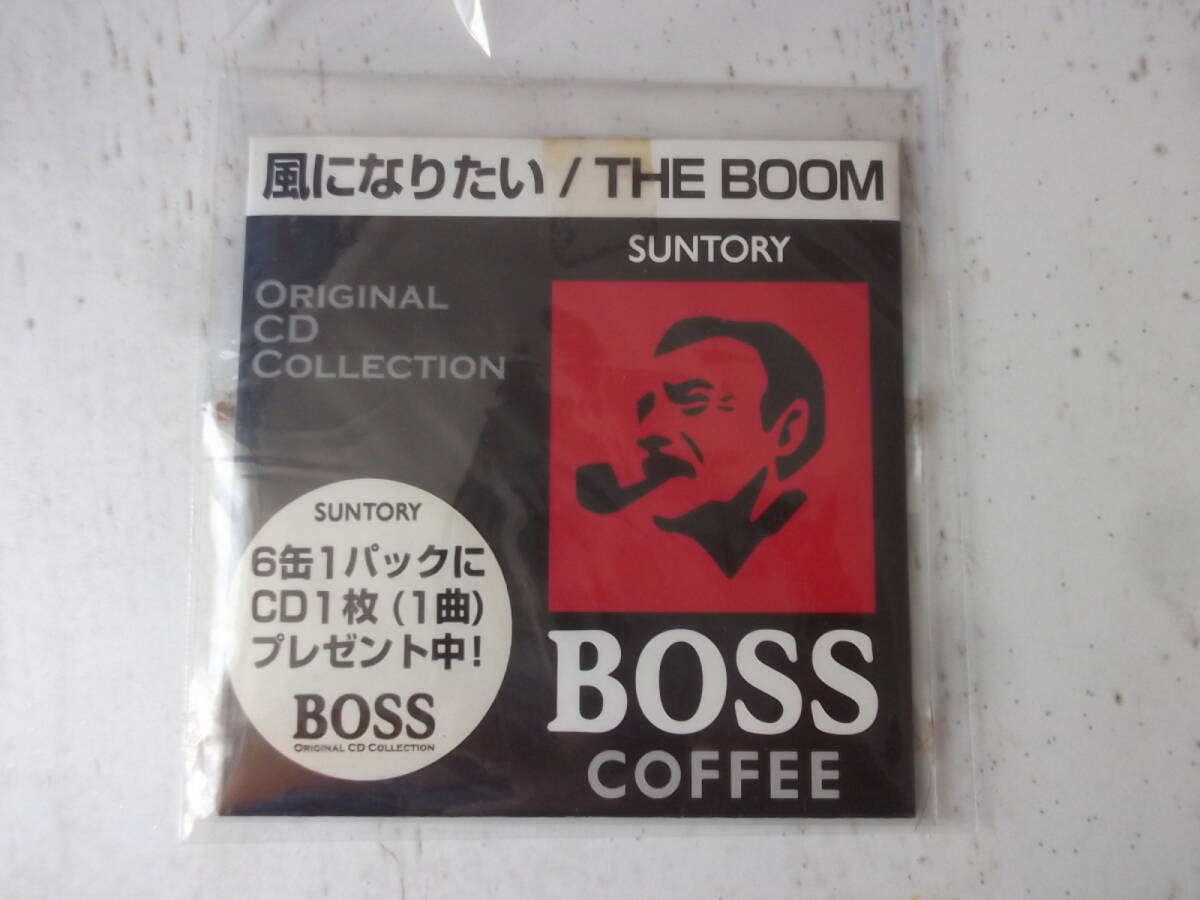 風になりたい / THE BOOM
SUNTORY
ORIGINAL
CD
COLLECTION
BOSS
COFFEE
SUNTORY
6缶1パックに
CD1枚 (1曲)
プレゼント中!
BOSS
ORIGINAL CD COLLECTION